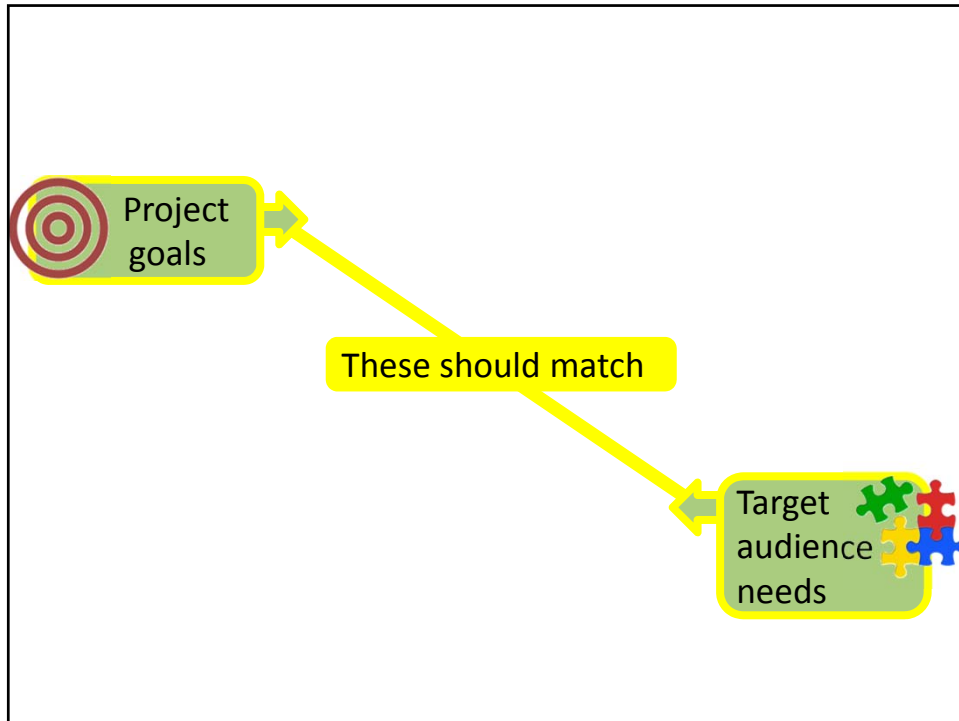 Project
goals
These should match
Target
audience
needs